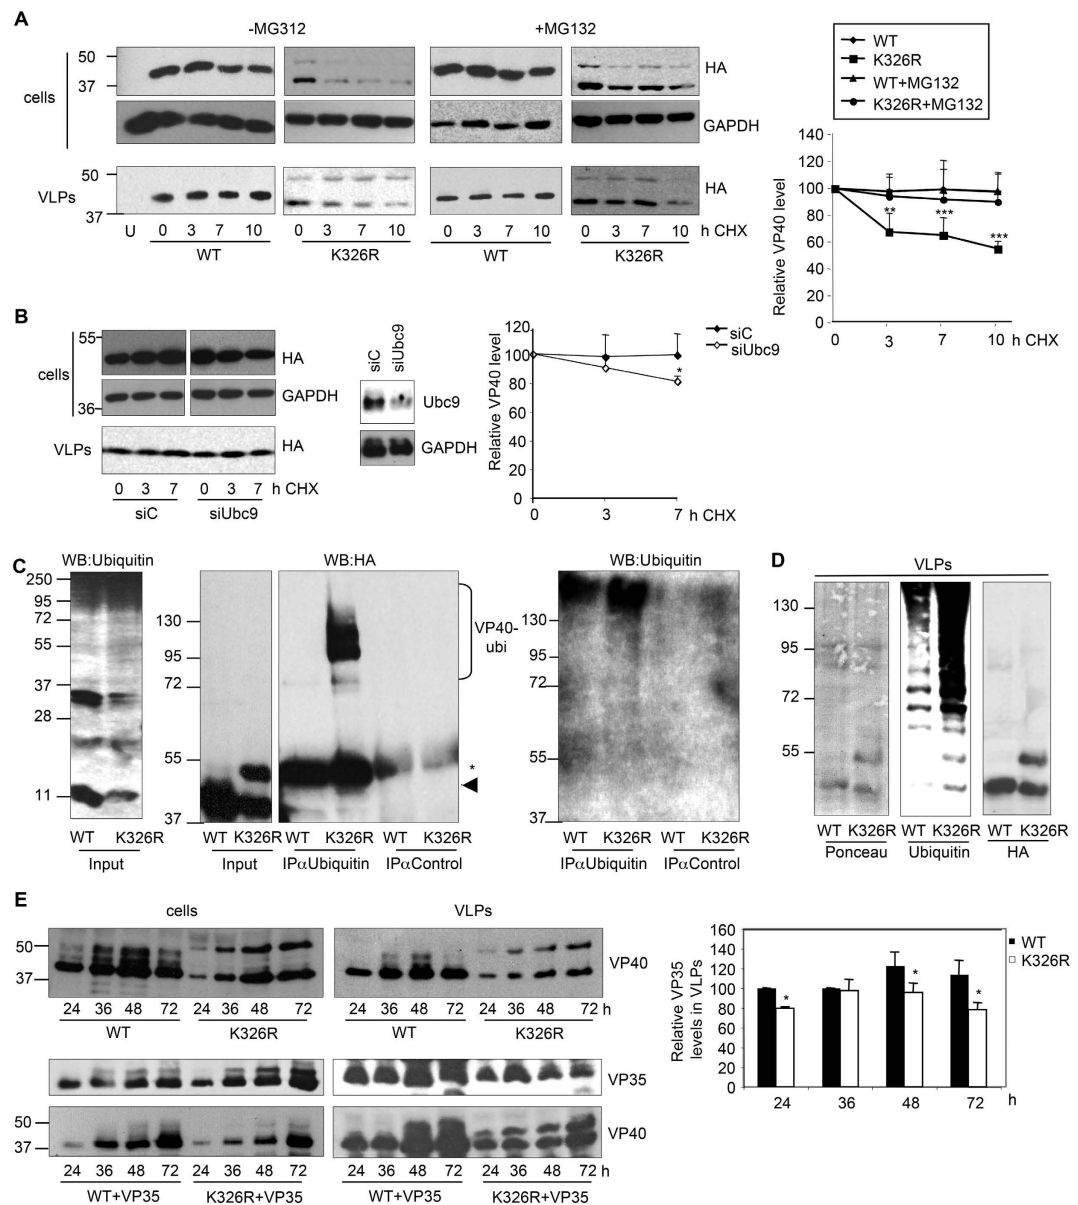 A
-MG312
+MG132
50
37
cells
HA
GAPDH
50
37
VLPs
HA
U 0 3 7 10 0 3 7 10 0 3 7 10 0 3 7 10 h CHX
WT K326R WT K326R
WT
K326R
WT+MG132
K326R+MG132
Relative VP40 level
140
120
100
80
60
40
20
0
** *** ***
0 3 7 10 h CHX
B
55
36
cells
HA
GAPDH
VLPs
HA
0 3 7 0 3 7 h CHX
siC siUbc9
siC siUbc9
Ubc9
GAPDH
Relative VP40 level
120
100
80
60
40
20
0
*
0 3 7 h CHX
siC
siUbc9
C
WB:Ubiquitin
250
95
72
55
37
28
11
WT K326R
Input
WB:HA
130
95
72
55
37
VP40-
ubi
*
WT K326R WT K326R WT K326R
Input IPαUbiquitin IPαControl
WB:Ubiquitin
130
95
72
55
37
WT K326R WT K326R
IPαUbiquitin IPαControl
D
VLPs
130
95
72
55
WT K326R WT K326R WT K326R
Ponceau Ubiquitin HA
E
cells VLPs
50
37
VP40
24 36 48 72 24 36 48 72 24 36 48 72 24 36 48 72 h
WT K326R WT K326R
VP35
50
37
VP40
24 36 48 72 24 36 48 72 24 36 48 72 24 36 48 72 h
WT+VP35 K326R+VP35 WT+VP35 K326R+VP35
Relative VP35
levels in VLPs
160
140
120
100
80
60
40
20
0
* * *
24 36 48 72 h
WT
K326R